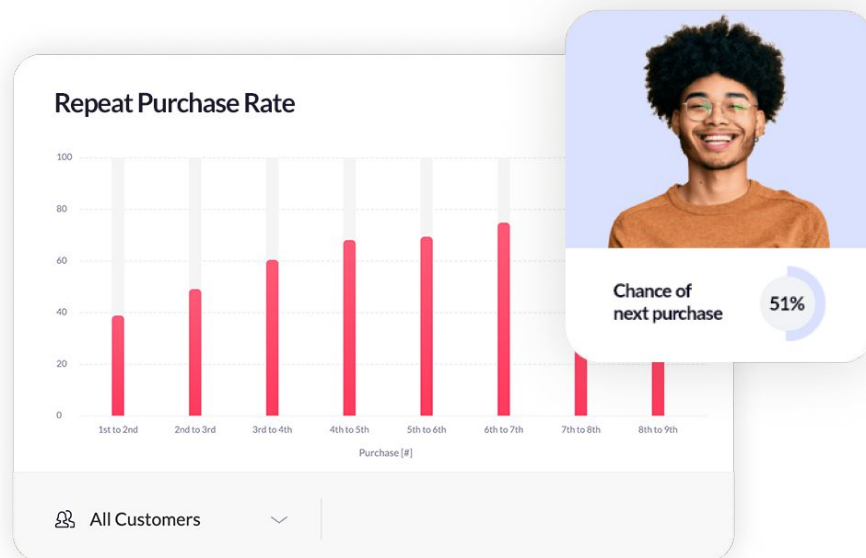 Repeat Purchase Rate
100
80
60
40
20
0
1st to 2nd
2nd to 3rd
3rd to 4th
4th to 5th
5th to 6th
6th to 7th
7th to 8th
8th to 9th
Purchase [#]
All Customers
Chance of
next purchase
51%